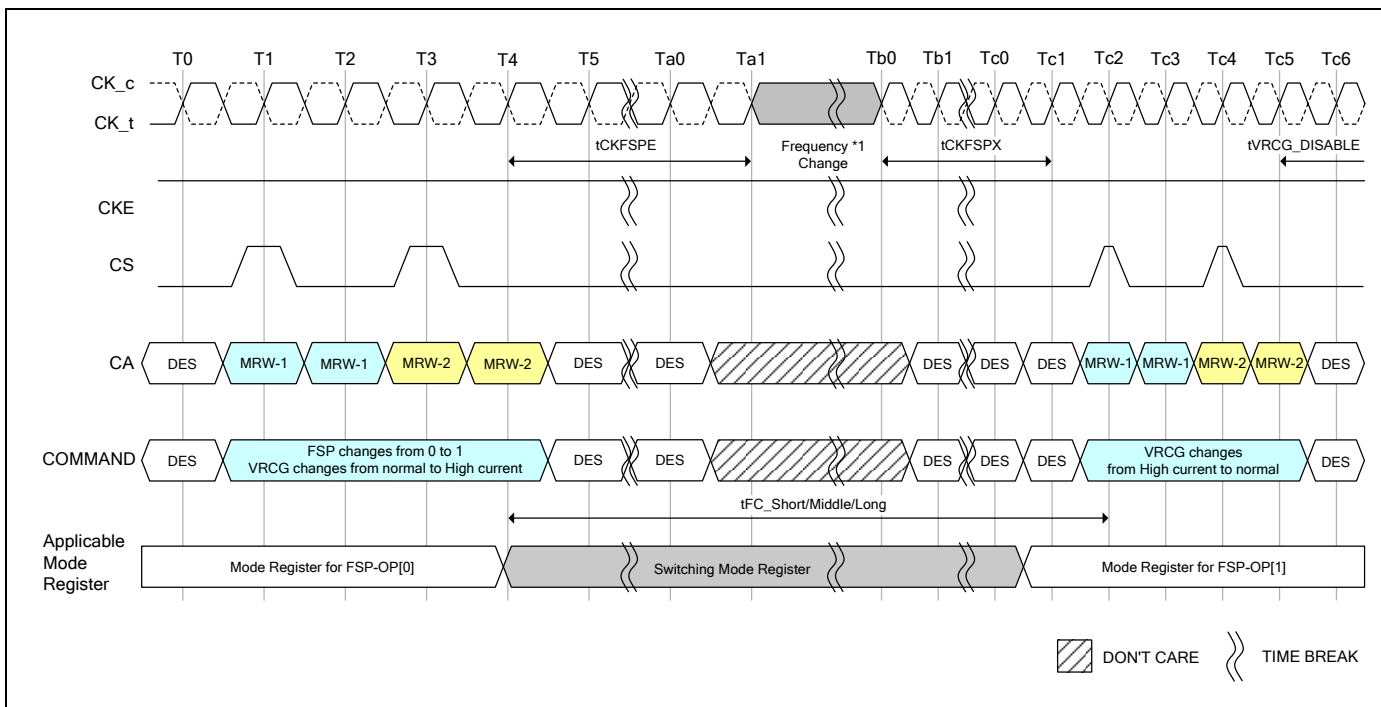 T0 T1 T2 T3 T4 T5 Ta0 Ta1 Tb0 Tb1 Tc0 Tc1 Tc2 Tc3 Tc4 Tc5 Tc6
CK_c
CK_t
tCKFSPE
Frequency *1
Change
tCKFSPX
tVRCG_DISABLE
CKE
CS
CA
DES MRW-1 MRW-1 MRW-2 MRW-2 DES DES DES DES DES MRW-1 MRW-1 MRW-2 MRW-2 DES
COMMAND
DES
FSP changes from 0 to 1
VRCG changes from normal to High current
DES DES DES DES DES
VRCG changes
from High current to normal
DES
tFC_Short/Middle/Long
Applicable
Mode
Register
Mode Register for FSP-OP[0]
Switching Mode Register
Mode Register for FSP-OP[1]
DON'T CARE
TIME BREAK